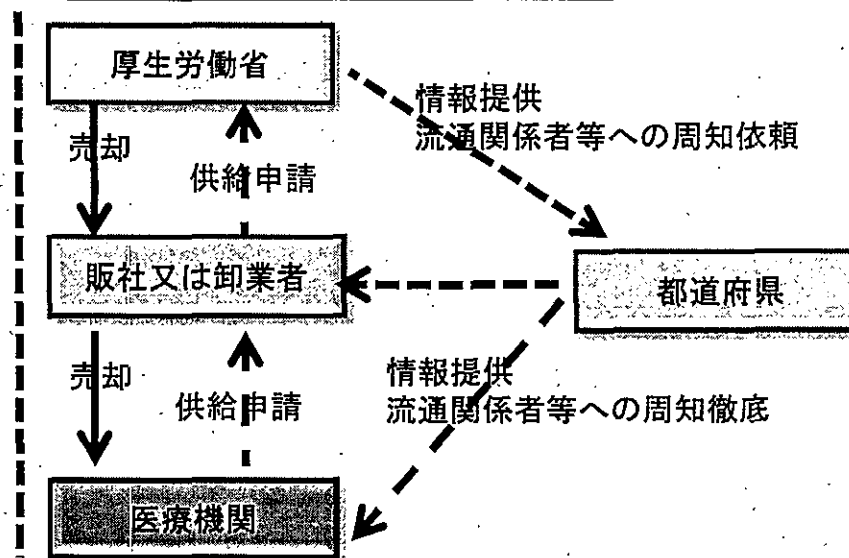 厚生労働省
情報提供
流通関係者等への周知依頼
売却
供給申請
販社又は卸業者
都道府県
売却
供給申請
情報提供
流通関係者等への周知徹底
医療機関